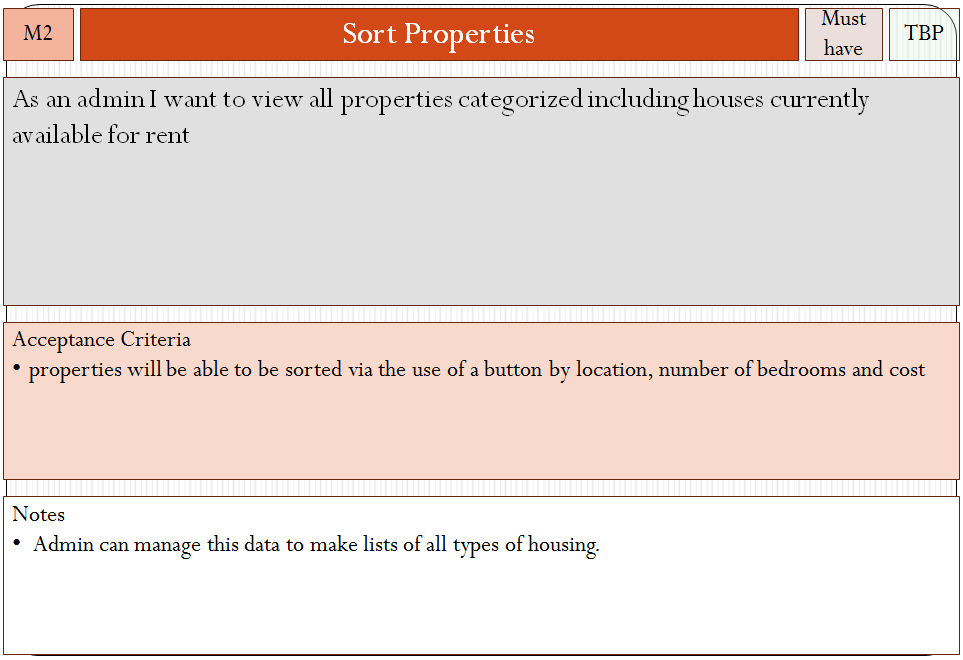 M2
Sort Properties
Must
have
TBP
As an admin I want to view all properties categorized including houses currently
available for rent
Acceptance Criteria
• properties will be able to be sorted via the use of a button by location, number of bedrooms and cost
Notes
• Admin can manage this data to make lists of all types of housing.